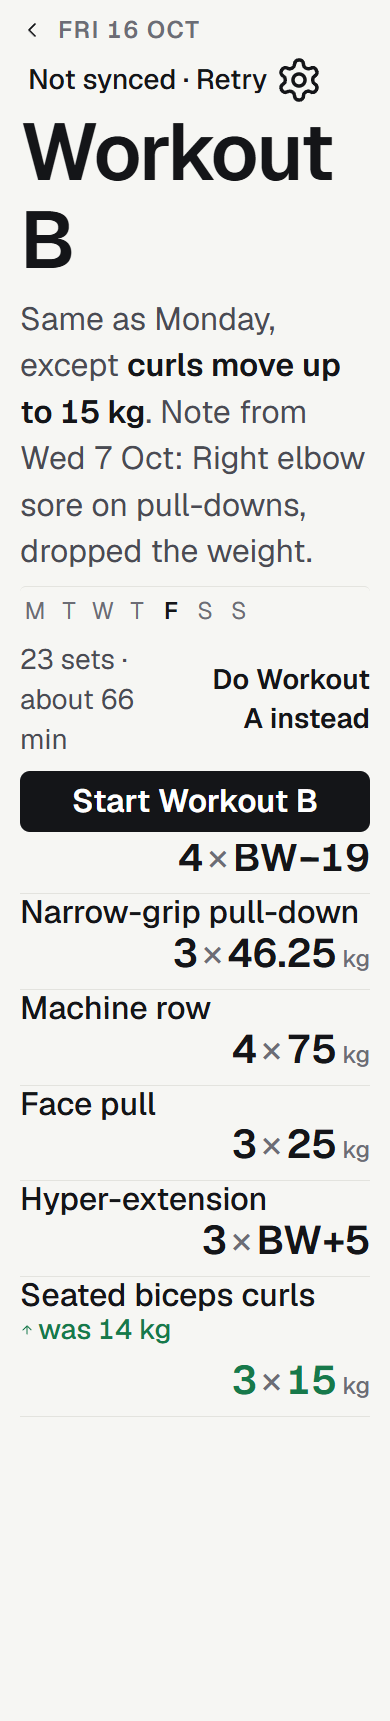 FRI 16 OCT
Not synced · Retry
Workout
B
Same as Monday,
except curls move up
to 15 kg. Note from
Wed 7 Oct: Right elbow
sore on pull-downs,
dropped the weight.
M T W T F S S
23 sets ·
about 66
min
Do Workout
A instead
Start Workout B
4×BW−19
Narrow-grip pull-down
3×46.25 kg
Machine row
4×75 kg
Face pull
3×25 kg
Hyper-extension
3×BW+5
Seated biceps curls
↑ was 14 kg
3×15 kg